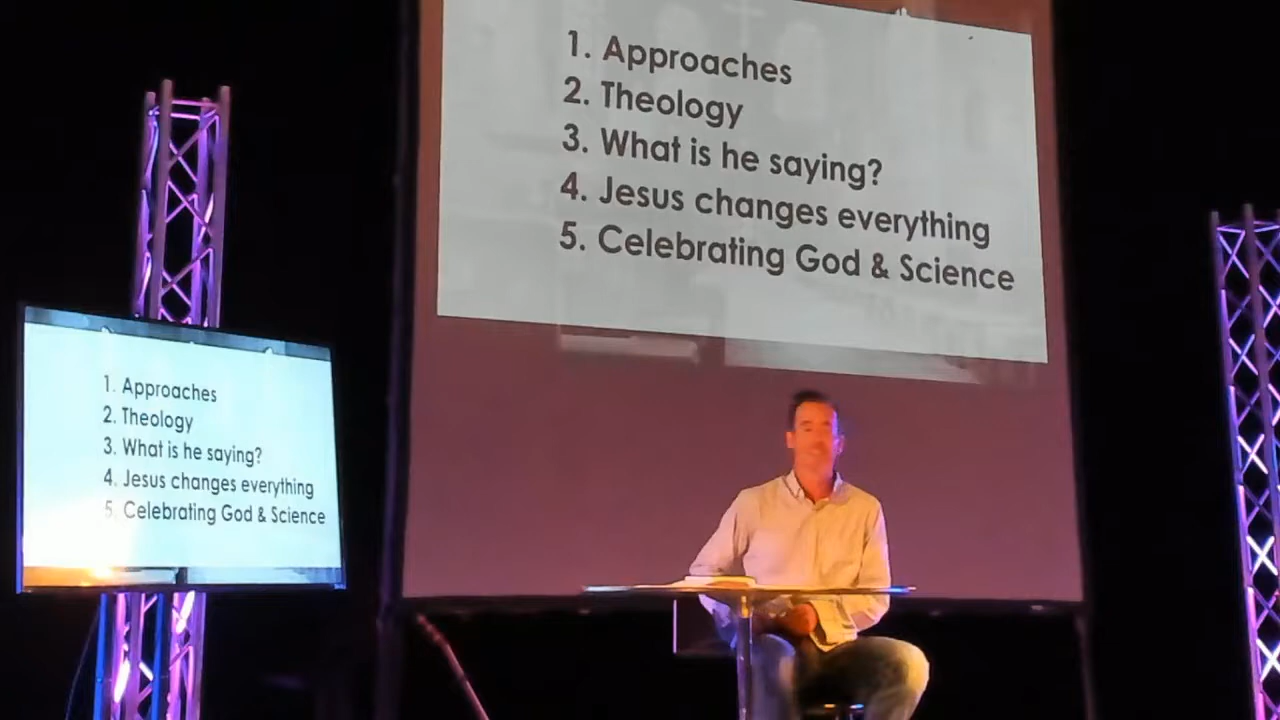 1. Approaches
2. Theology
3. What is he saying?
4. Jesus changes everything
5. Celebrating God & Science
1. Approaches
2. Theology
3. What is he saying?
4. Jesus changes everything
5. Celebrating God & Science